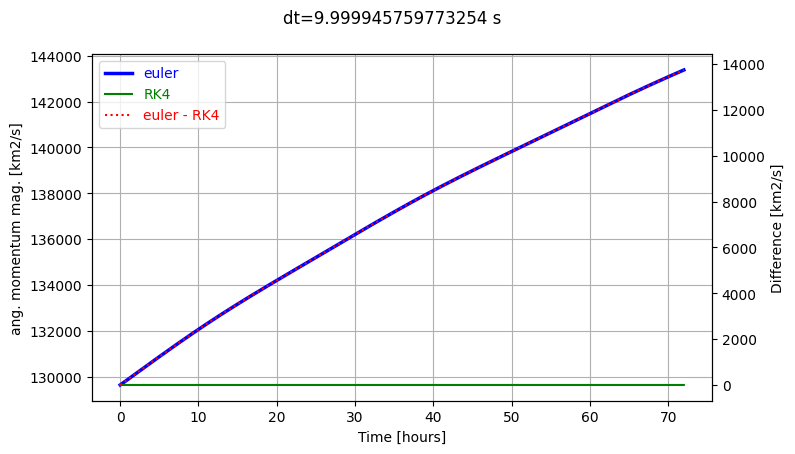 dt=9.999945759773254 s
euler
RK4
euler - RK4
ang. momentum mag. [km2/s]
144000
142000
140000
138000
136000
134000
132000
130000
14000
12000
10000
8000
6000
4000
2000
0
Difference [km2/s]
0 10 20 30 40 50 60 70
Time [hours]